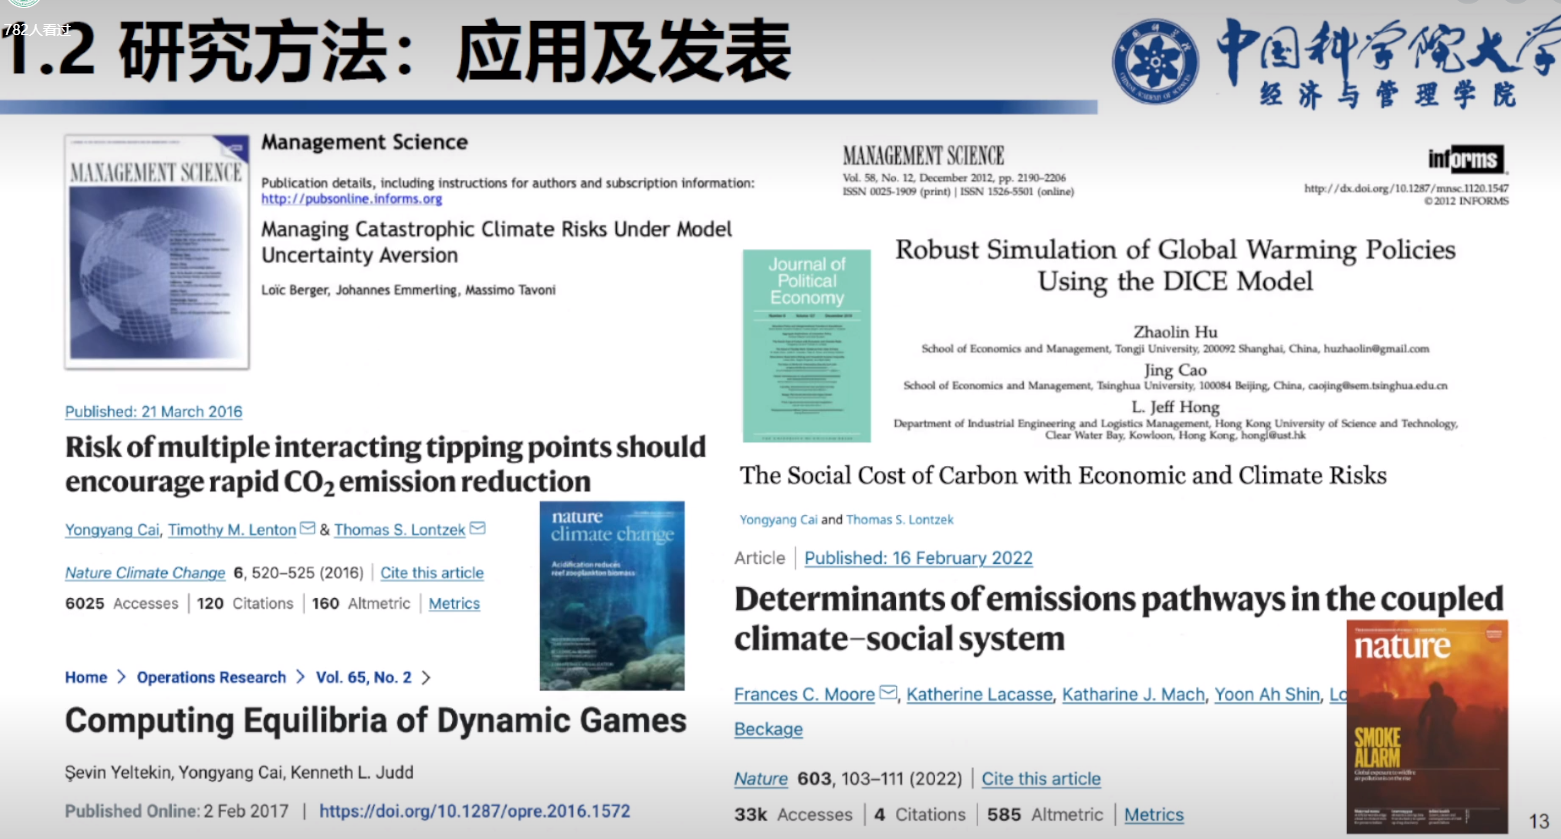 782人看过
1.2 研究方法：应用及发表
中国科学院大学
经济与管理学院
MANAGEMENT SCIENCE
Management Science
Publication details, including instructions for authors and subscription information:
http://pubsonline.informs.org
Managing Catastrophic Climate Risks Under Model
Uncertainty Aversion
Loïc Berger, Johannes Emmerling, Massimo Tavoni
MANAGEMENT SCIENCE
Vol. 58, No. 12, December 2012, pp. 2190–2206
ISSN 0025-1909 (print) | ISSN 1526-5501 (online)
informs
http://dx.doi.org/10.1287/mnsc.1120.1547
© 2012 INFORMS
Robust Simulation of Global Warming Policies
Using the DICE Model
Zhaolin Hu
School of Economics and Management, Tongji University, 200092 Shanghai, China, huzhaolin@gmail.com
Jing Cao
School of Economics and Management, Tsinghua University, 100084 Beijing, China, caojing@sem.tsinghua.edu.cn
L. Jeff Hong
Department of Industrial Engineering and Logistics Management, Hong Kong University of Science and Technology,
Clear Water Bay, Kowloon, Hong Kong, hongl@ust.hk
Journal of
Political
Economy
The Social Cost of Carbon with Economic and Climate Risks
Yongyang Cai and Thomas S. Lontzek
Published: 21 March 2016
Risk of multiple interacting tipping points should
encourage rapid CO₂ emission reduction
Yongyang Cai, Timothy M. Lenton & Thomas S. Lontzek
Nature Climate Change 6, 520–525 (2016) | Cite this article
6025 Accesses | 120 Citations | 160 Altmetric | Metrics
nature
climate change
Acidification reduces
reef zooplankton biomass
Home > Operations Research > Vol. 65, No. 2 >
Computing Equilibria of Dynamic Games
Şevin Yeltekin, Yongyang Cai, Kenneth L. Judd
Published Online: 2 Feb 2017 | https://doi.org/10.1287/opre.2016.1572
Article | Published: 16 February 2022
Determinants of emissions pathways in the coupled
climate–social system
Frances C. Moore, Katherine Lacasse, Katharine J. Mach, Yoon Ah Shin, Lo
Beckage
Nature 603, 103–111 (2022) | Cite this article
33k Accesses | 4 Citations | 585 Altmetric | Metrics
nature
SMOKE
ALARM
13